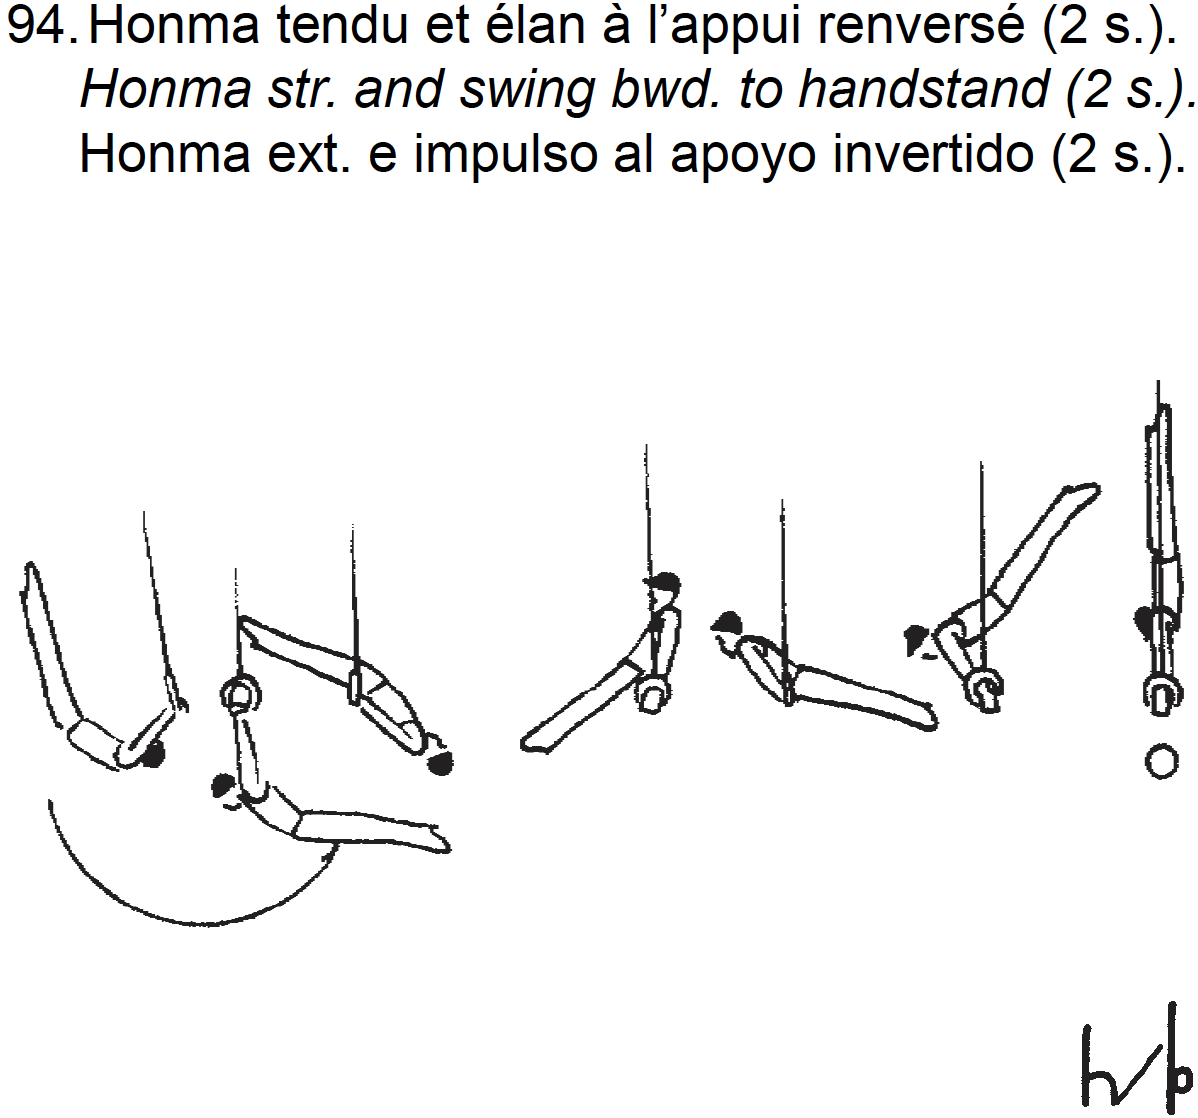 94. Honma tendu et élan à l’appui renversé (2 s.).
Honma str. and swing bwd. to handstand (2 s.).
Honma ext. e impulso al apoyo invertido (2 s.).